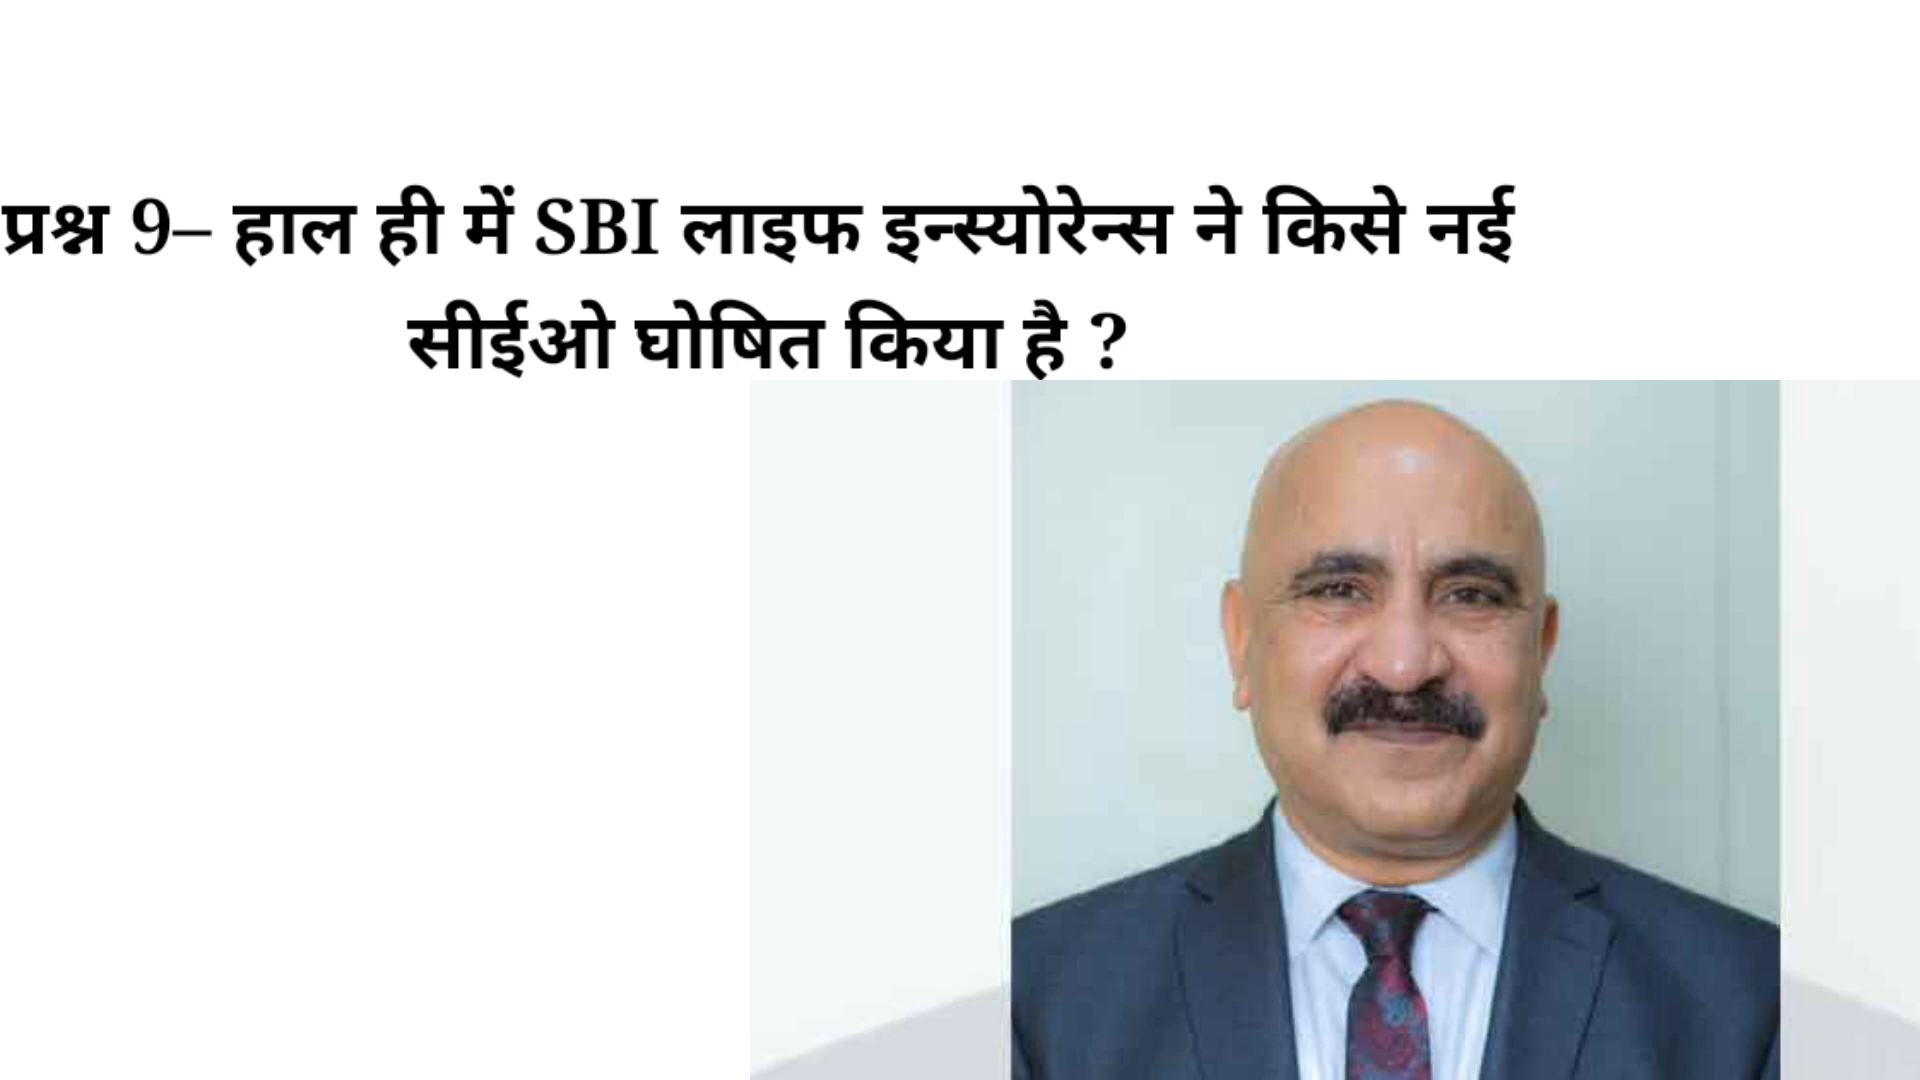 प्रश्न 9– हाल ही में SBI लाइफ इन्स्योरेन्स ने किसे नई
सीईओ घोषित किया है ?